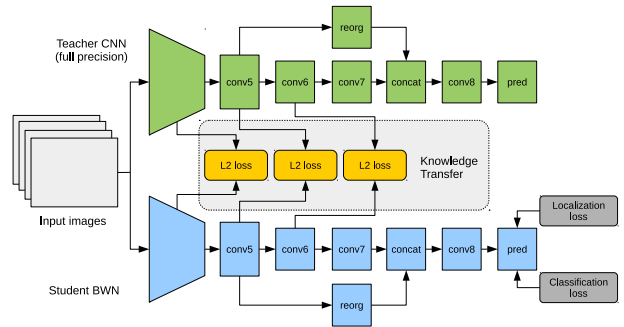 Teacher CNN
(full precision)
reorg
conv5
conv6
conv7
concat
conv8
pred
L2 loss
L2 loss
L2 loss
Knowledge
Transfer
Input images
Student BWN
conv5
conv6
conv7
concat
conv8
pred
reorg
Localization
loss
Classification
loss